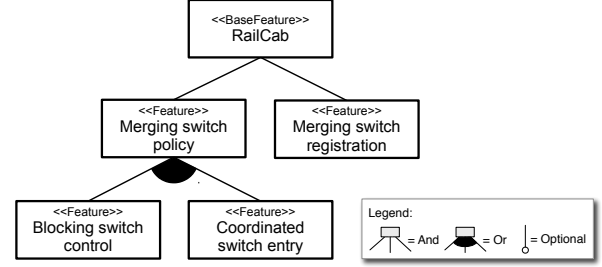 <<BaseFeature>>
RailCab
<<Feature>>
Merging switch
policy
<<Feature>>
Merging switch
registration
<<Feature>>
Blocking switch
control
<<Feature>>
Coordinated
switch entry
Legend:
= And = Or = Optional